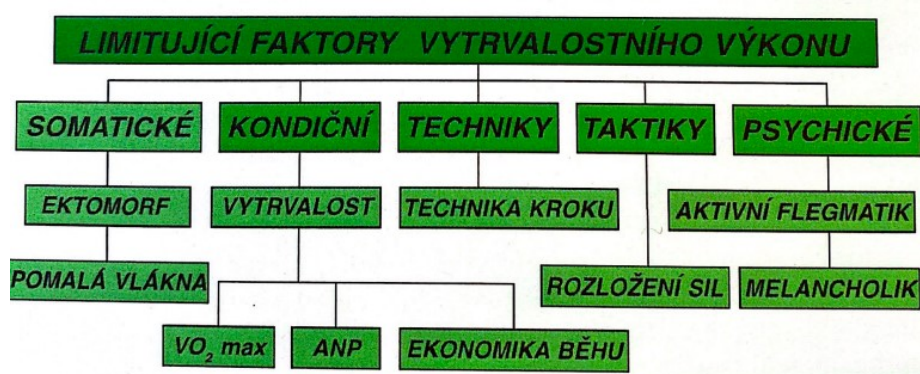 LIMITUJÍCÍ FAKTORY VYTRVALOSTNÍHO VÝKONU
SOMATICKÉ
KONDIČNÍ
TECHNIKY
TAKTIKY
PSYCHICKÉ
EKTOMORF
VYTRVALOST
TECHNIKA KROKU
AKTIVNÍ FLEGMATIK
POMALÁ VLÁKNA
ROZLOŽENÍ SIL
MELANCHOLIK
VO₂ max
ANP
EKONOMIKA BĚHU